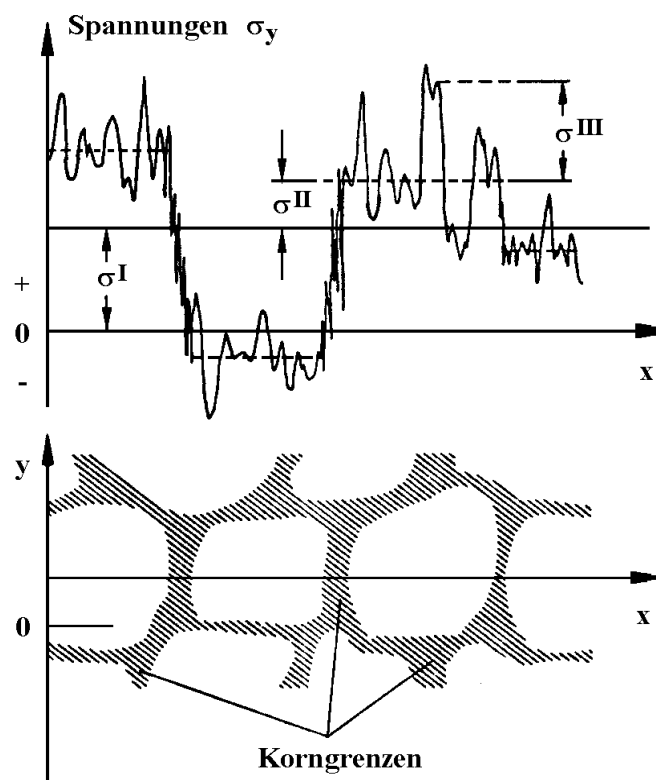 Spannungen σy
σIII
σII
σI
+
0
-
x
y
0
x
Korngrenzen